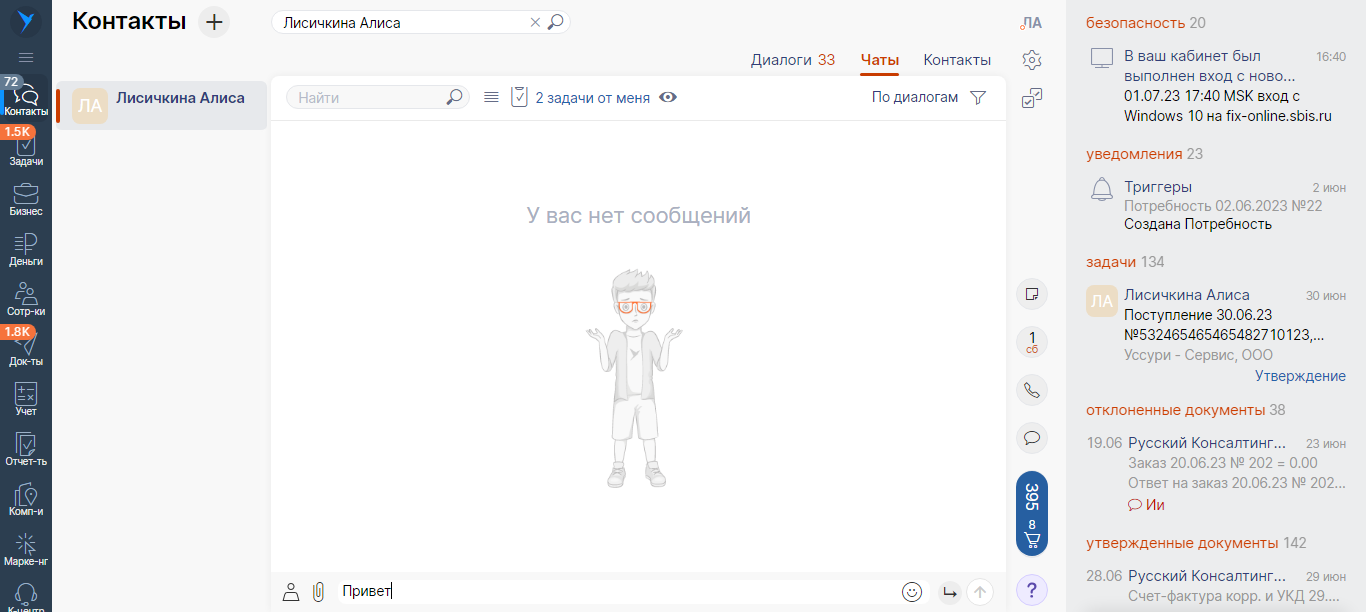 72
Контакты
1.5K
Задачи
Бизнес
Деньги
Сотр-ки
1.8K
Док-ты
Учет
Отчет-ть
Комп-и
Марке-нг
К-центр
Контакты +
Лисичкина Алиса
Диалоги 33 Чаты Контакты
ЛА Лисичкина Алиса
Найти 2 задачи от меня По диалогам
У вас нет сообщений
Привет
ЛА
1
сб
395
8
?
безопасность 20
В ваш кабинет был 16:40
выполнен вход с ново...
01.07.23 17:40 MSK вход с
Windows 10 на fix-online.sbis.ru
уведомления 23
Триггеры 2 июн
Потребность 02.06.2023 №22
Создана Потребность
задачи 134
ЛА Лисичкина Алиса 30 июн
Поступление 30.06.23
№532465465465482710123,...
Уссури - Сервис, ООО
Утверждение
отклоненные документы 38
19.06 Русский Консалтинг... 23 июн
Заказ 20.06.23 № 202 = 0.00
Ответ на заказ 20.06.23 № 202...
Ии
утвержденные документы 142
28.06 Русский Консалтинг... 29 июн
Счет-фактура корр. и УКД 29....